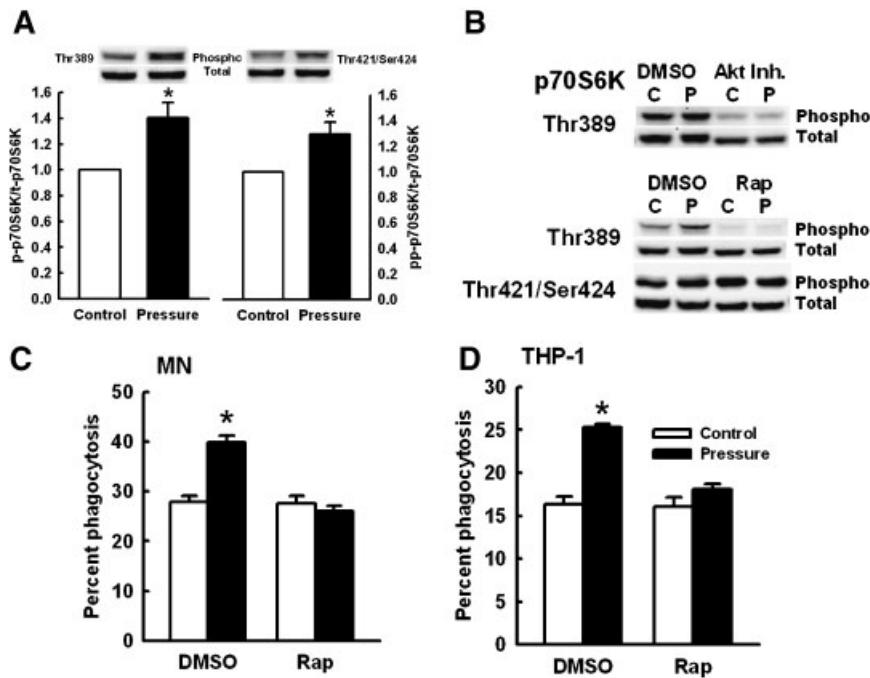 A
Thr389 Phospho Thr421/Ser424
Total
* *
1.6 1.6
1.4 1.4
1.2 1.2
1.0 1.0
0.8 0.8
0.6 0.6
0.4 0.4
0.2 0.2
0.0 0.0
p-p70S6K/t-p70S6K
pp-p70S6K/t-p70S6K
Control Pressure Control Pressure
B
p70S6K DMSO Akt Inh.
C P C P
Thr389 Phospho
Total
DMSO Rap
C P C P
Thr389 Phospho
Total
Thr421/Ser424 Phospho
Total
C
MN
50
40
30
20
10
0
Percent phagocytosis
*
DMSO Rap
D
THP-1
30
25
20
15
10
5
0
Percent phagocytosis
*
Control
Pressure
DMSO Rap